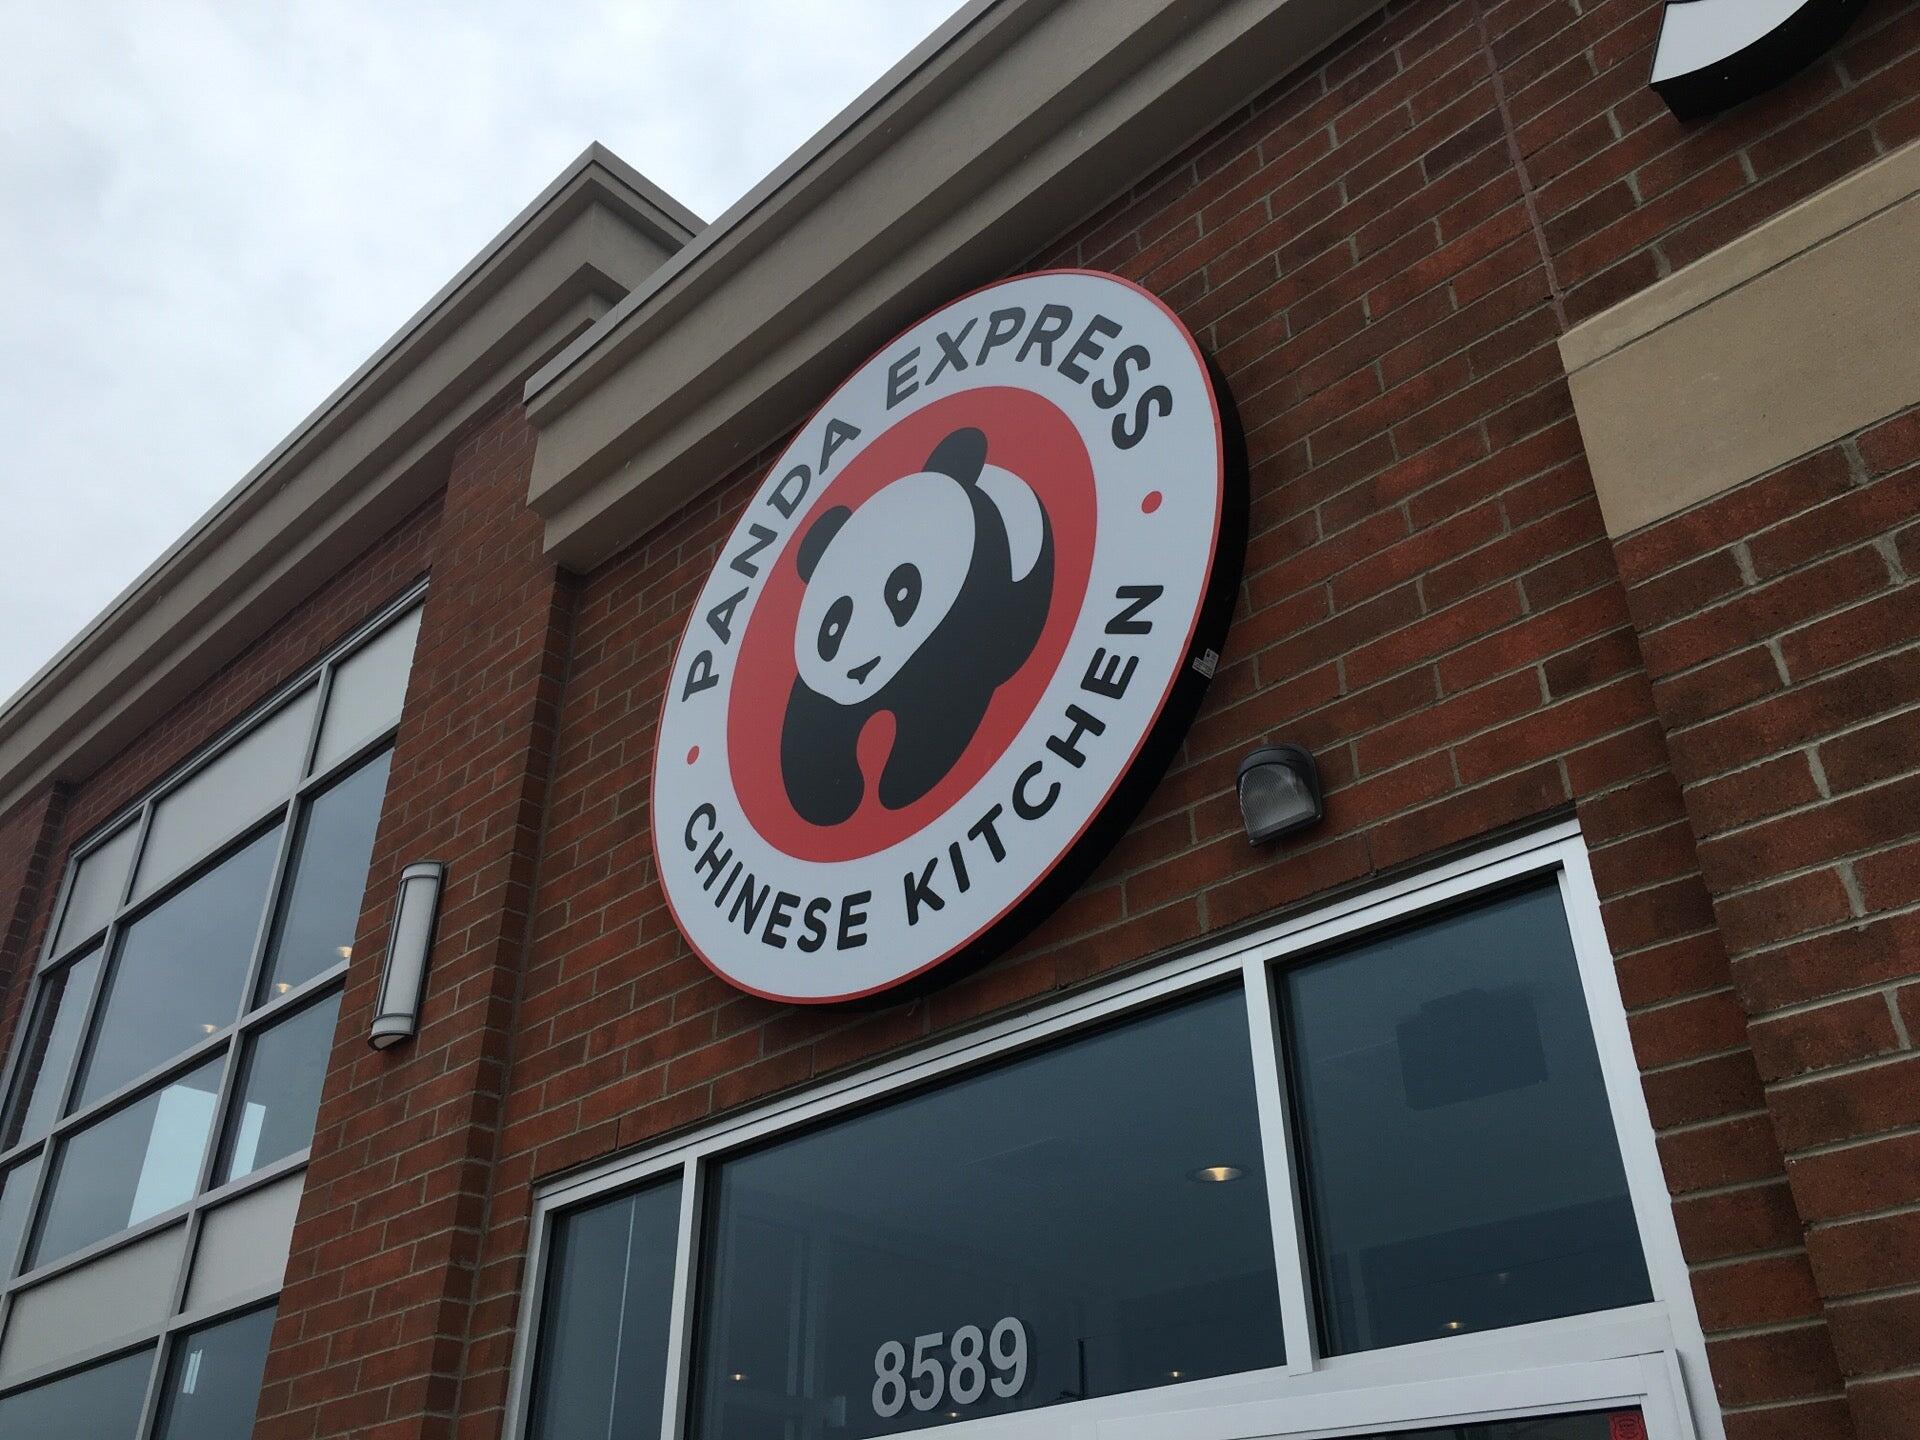 PANDA EXPRESS
CHINESE KITCHEN
8589